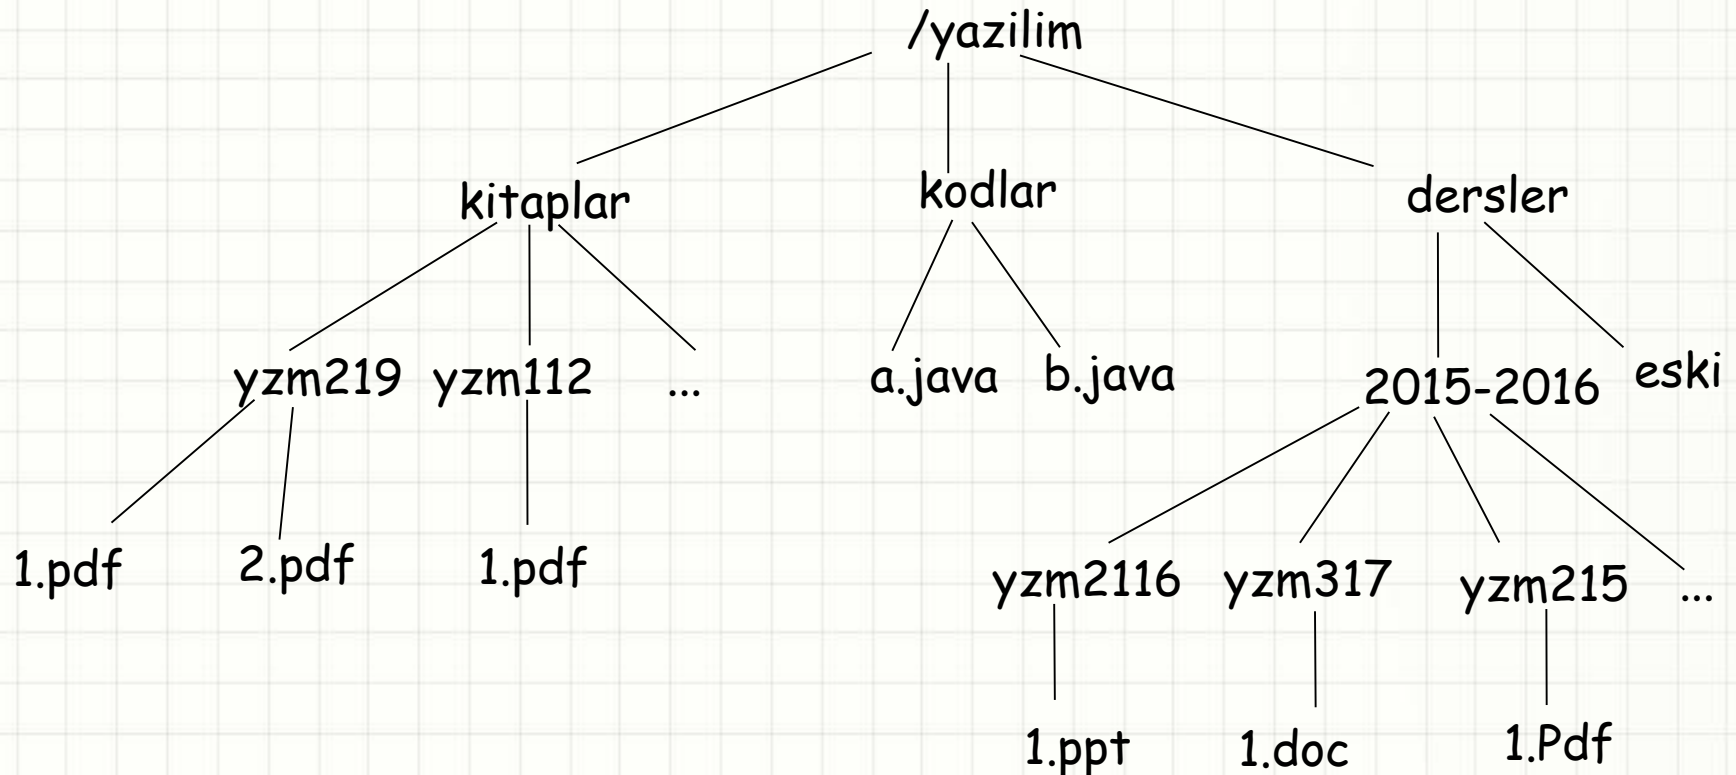 /yazilim
kitaplar kodlar dersler
yzm219 yzm112 ... a.java b.java 2015-2016 eski
1.pdf 2.pdf 1.pdf yzm2116 yzm317 yzm215 ...
1.ppt 1.doc 1.Pdf